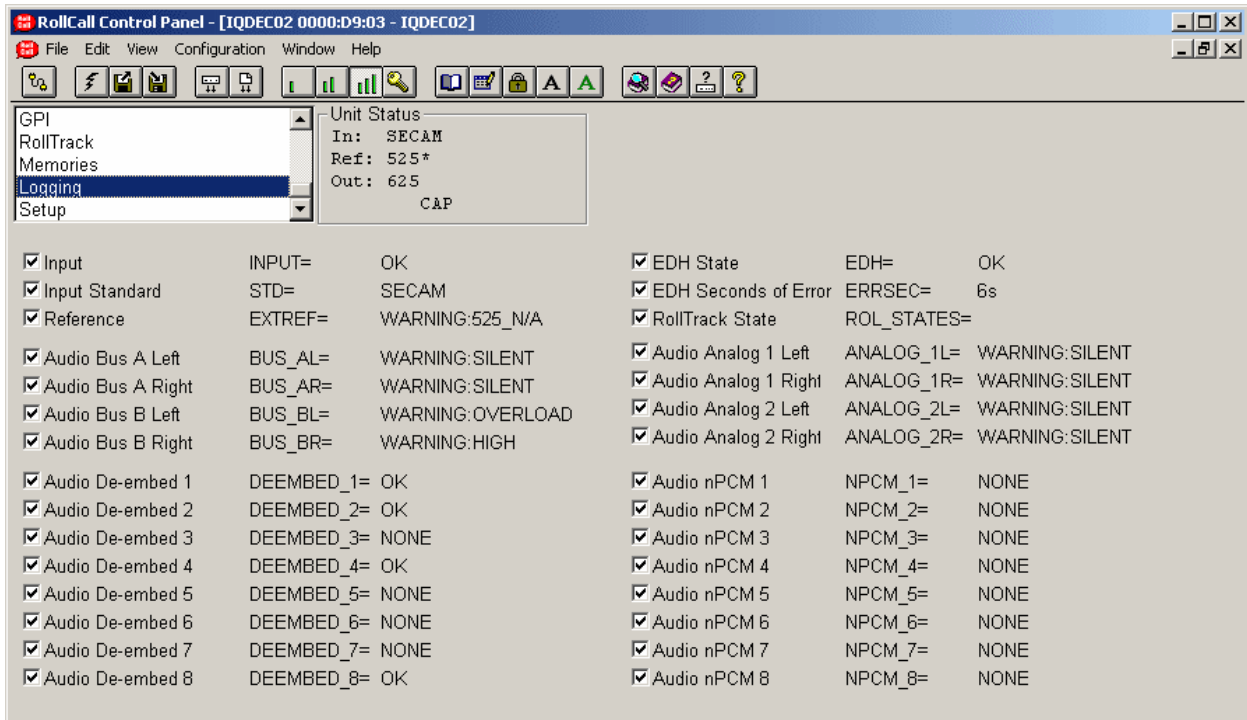 RollCall Control Panel - [IQDEC02 0000:D9:03 - IQDEC02]
File Edit View Configuration Window Help
A A
GPI
RollTrack
Memories
Logging
Setup
Unit Status
In: SECAM
Ref: 525*
Out: 625
CAP
Input INPUT= OK
Input Standard STD= SECAM
Reference EXTREF= WARNING:525_N/A
Audio Bus A Left BUS_AL= WARNING:SILENT
Audio Bus A Right BUS_AR= WARNING:SILENT
Audio Bus B Left BUS_BL= WARNING:OVERLOAD
Audio Bus B Right BUS_BR= WARNING:HIGH
Audio De-embed 1 DEEMBED_1= OK
Audio De-embed 2 DEEMBED_2= OK
Audio De-embed 3 DEEMBED_3= NONE
Audio De-embed 4 DEEMBED_4= OK
Audio De-embed 5 DEEMBED_5= NONE
Audio De-embed 6 DEEMBED_6= NONE
Audio De-embed 7 DEEMBED_7= NONE
Audio De-embed 8 DEEMBED_8= OK
EDH State EDH= OK
EDH Seconds of Error ERRSEC= 6s
RollTrack State ROL_STATES=
Audio Analog 1 Left ANALOG_1L= WARNING:SILENT
Audio Analog 1 Right ANALOG_1R= WARNING:SILENT
Audio Analog 2 Left ANALOG_2L= WARNING:SILENT
Audio Analog 2 Right ANALOG_2R= WARNING:SILENT
Audio nPCM 1 NPCM_1= NONE
Audio nPCM 2 NPCM_2= NONE
Audio nPCM 3 NPCM_3= NONE
Audio nPCM 4 NPCM_4= NONE
Audio nPCM 5 NPCM_5= NONE
Audio nPCM 6 NPCM_6= NONE
Audio nPCM 7 NPCM_7= NONE
Audio nPCM 8 NPCM_8= NONE